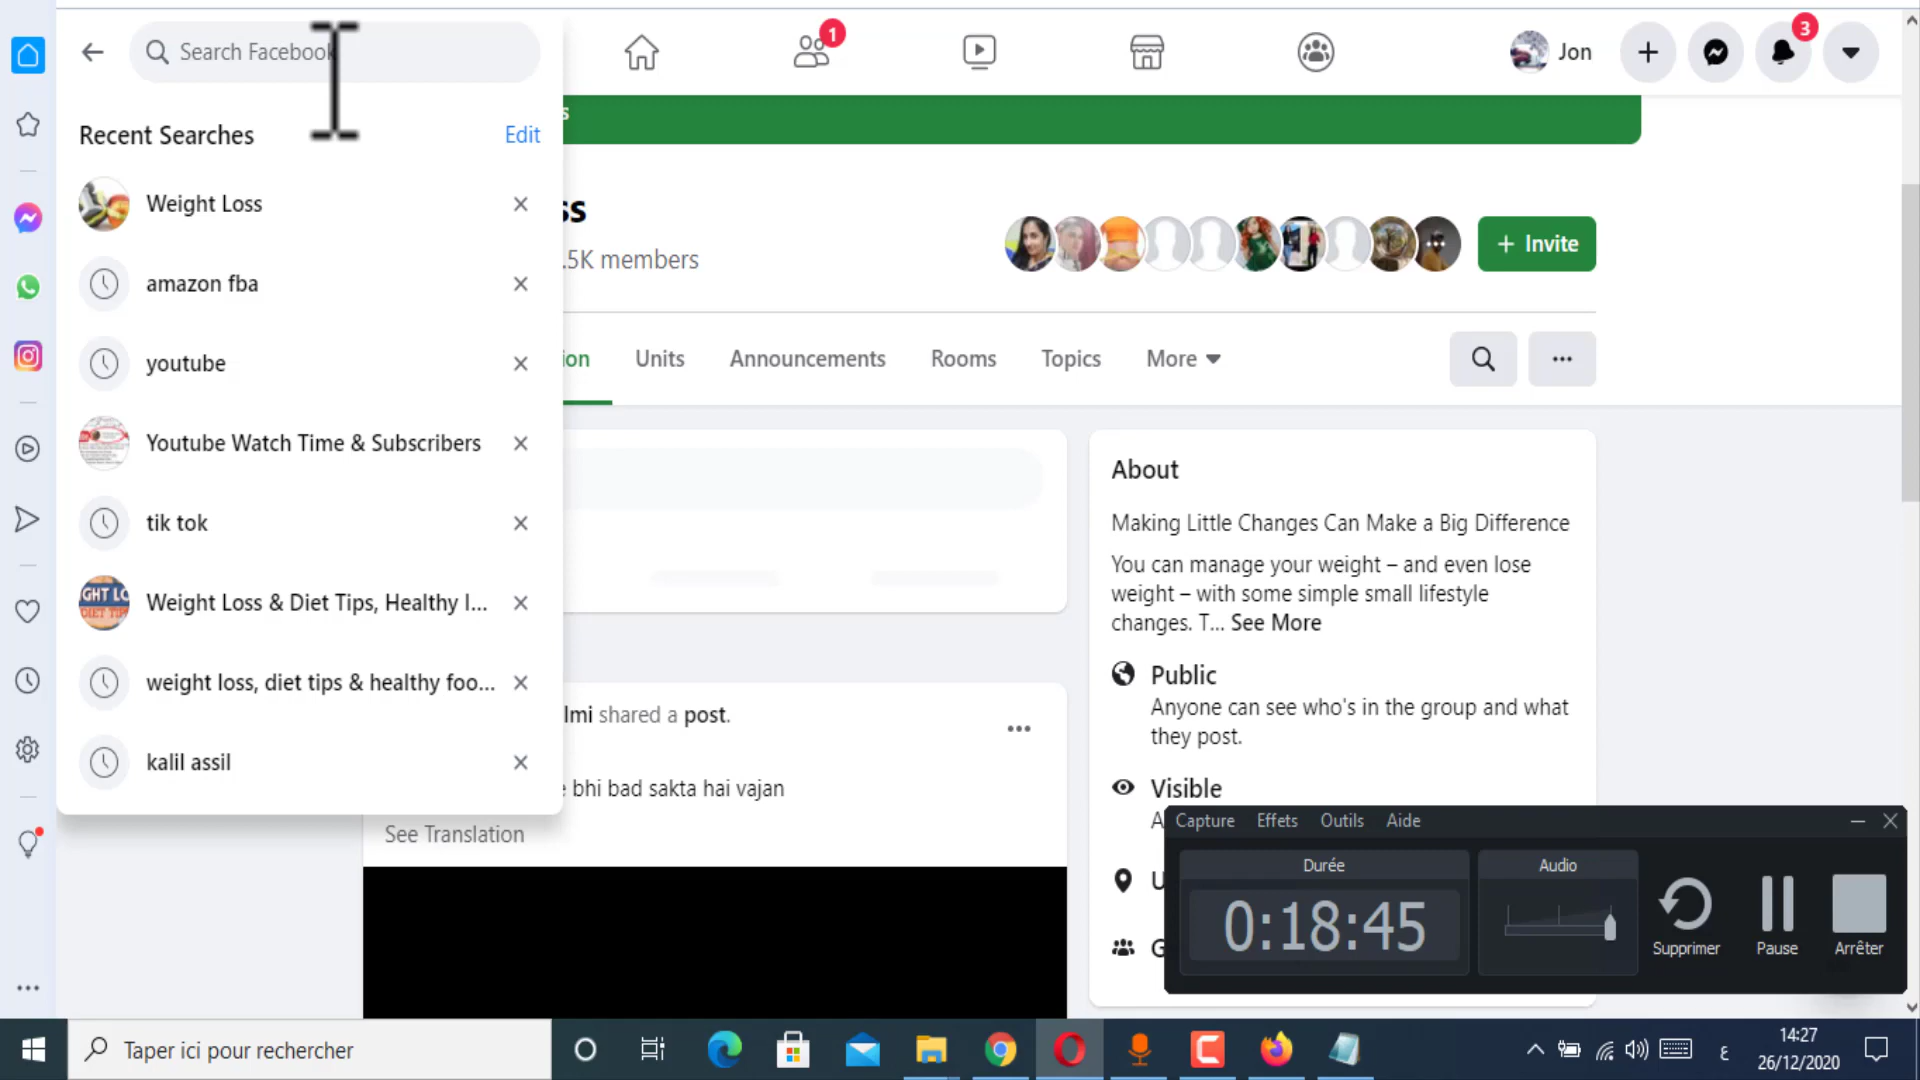 Search Facebook
1
Jon
3
Recent Searches
Edit
Weight Loss
amazon fba
youtube
Youtube Watch Time & Subscribers
tik tok
Weight Loss & Diet Tips, Healthy I...
weight loss, diet tips & healthy foo...
kalil assil
s
ss
.5K members
+ Invite
ion
Units
Announcements
Rooms
Topics
More
About
Making Little Changes Can Make a Big Difference
You can manage your weight – and even lose
weight – with some simple small lifestyle
changes. T... See More
Public
Anyone can see who's in the group and what
they post.
Visible
A
U
G
lmi shared a post.
e bhi bad sakta hai vajan
See Translation
Capture
Effets
Outils
Aide
Durée
0:18:45
Audio
Supprimer
Pause
Arrêter
Taper ici pour rechercher
ع
14:27
26/12/2020